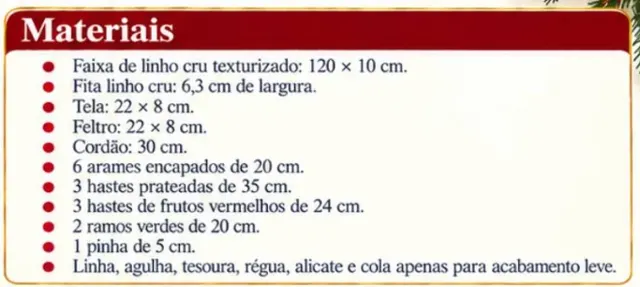 Materiais
Faixa de linho cru texturizado: 120 × 10 cm.
Fita linho cru: 6,3 cm de largura.
Tela: 22 × 8 cm.
Feltro: 22 × 8 cm.
Cordão: 30 cm.
6 arames encapados de 20 cm.
3 hastes prateadas de 35 cm.
3 hastes de frutos vermelhos de 24 cm.
2 ramos verdes de 20 cm.
1 pinha de 5 cm.
Linha, agulha, tesoura, régua, alicate e cola apenas para acabamento leve.